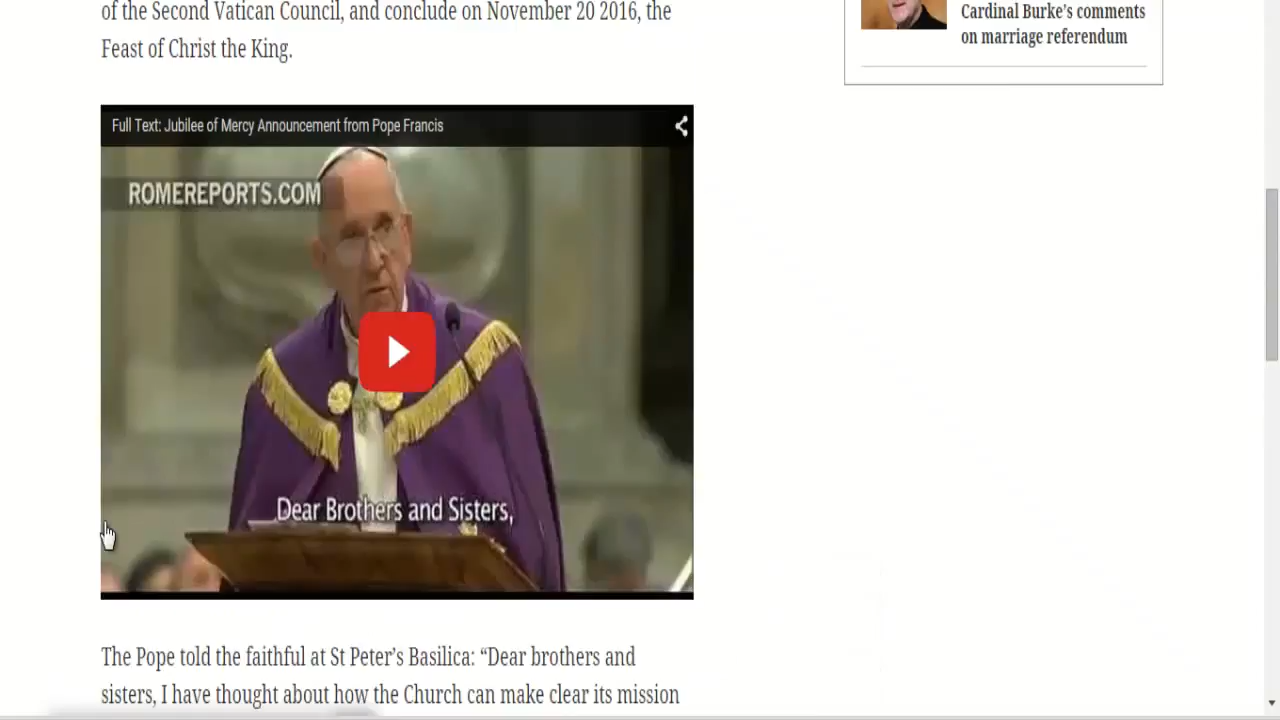 of the Second Vatican Council, and conclude on November 20 2016, the
Feast of Christ the King.
Cardinal Burke’s comments
on marriage referendum
Full Text: Jubilee of Mercy Announcement from Pope Francis
ROMEREPORTS.COM
Dear Brothers and Sisters,
The Pope told the faithful at St Peter’s Basilica: “Dear brothers and
sisters, I have thought about how the Church can make clear its mission